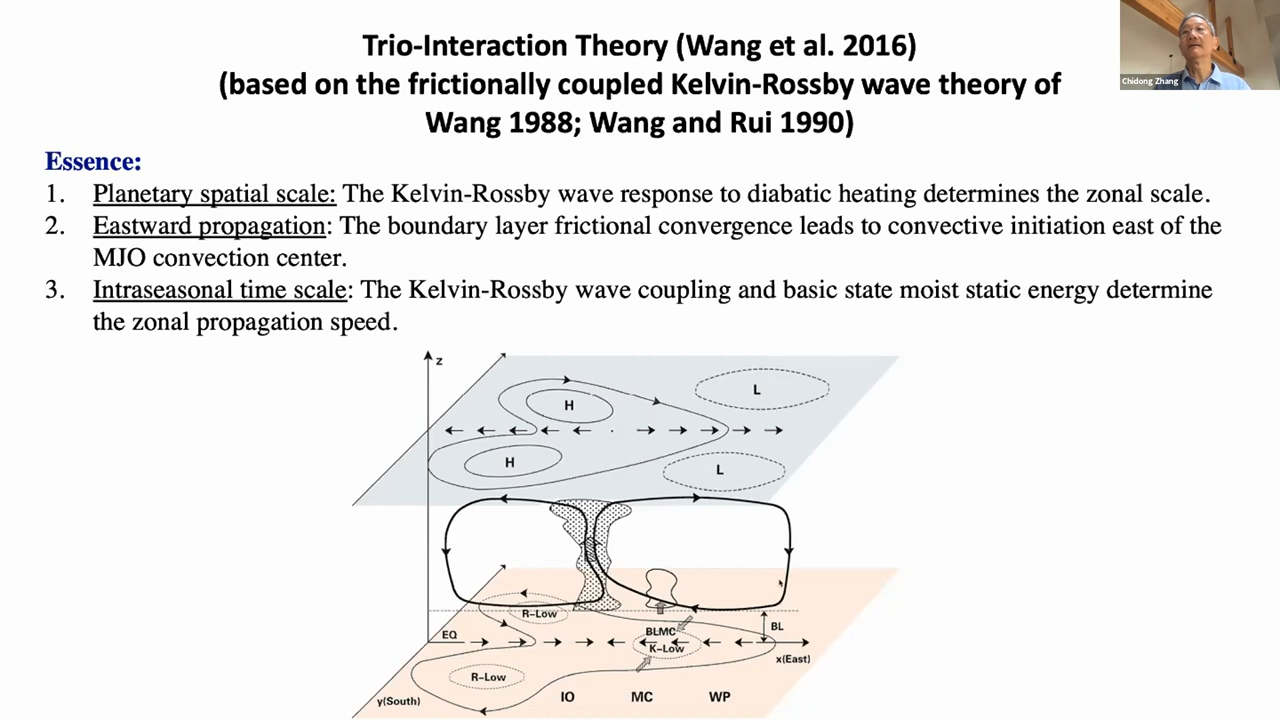 Trio-Interaction Theory (Wang et al. 2016)
(based on the frictionally coupled Kelvin-Rossby wave theory of
Wang 1988; Wang and Rui 1990)
Chidong Zhang
Essence:
1. Planetary spatial scale: The Kelvin-Rossby wave response to diabatic heating determines the zonal scale.
2. Eastward propagation: The boundary layer frictional convergence leads to convective initiation east of the
MJO convection center.
3. Intraseasonal time scale: The Kelvin-Rossby wave coupling and basic state moist static energy determine
the zonal propagation speed.
z
L
H
H
L
R-Low
BL
EQ
BLMC
K-Low
x(East)
R-Low
y(South)
IO
MC
WP